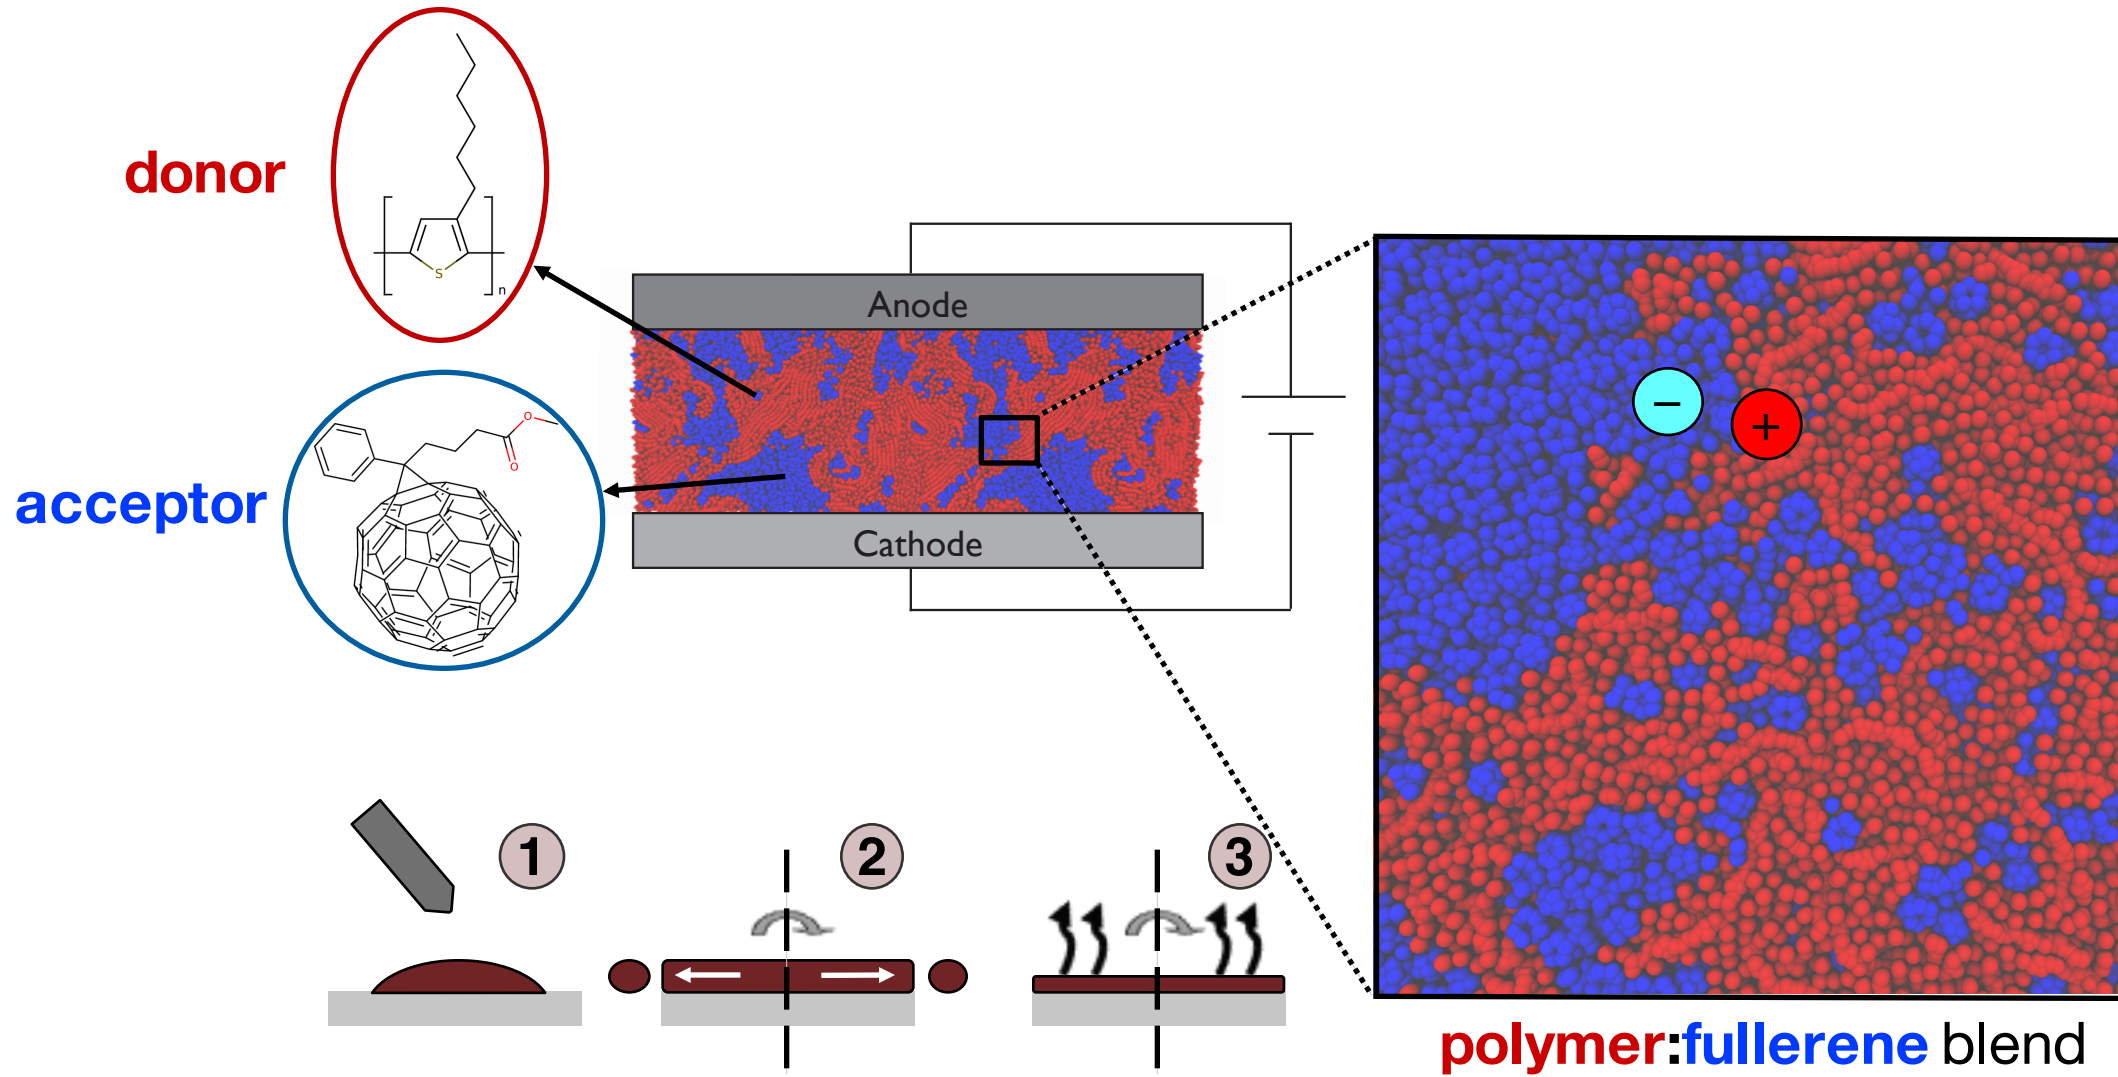 donor
S
n
acceptor
O
O
Anode
Cathode
−
+
1
2
3
polymer:fullerene blend